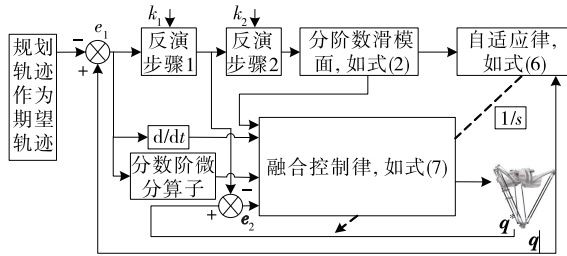 规划
轨迹
作为
期望
轨迹
−
e₁
+
k₁
反演
步骤1
k₂
反演
步骤2
分阶数滑模
面, 如式(2)
自适应律,
如式(6)
1/s
d/dt
分数阶微
分算子
融合控制律, 如式(7)
−
+
e₂
q̇
q